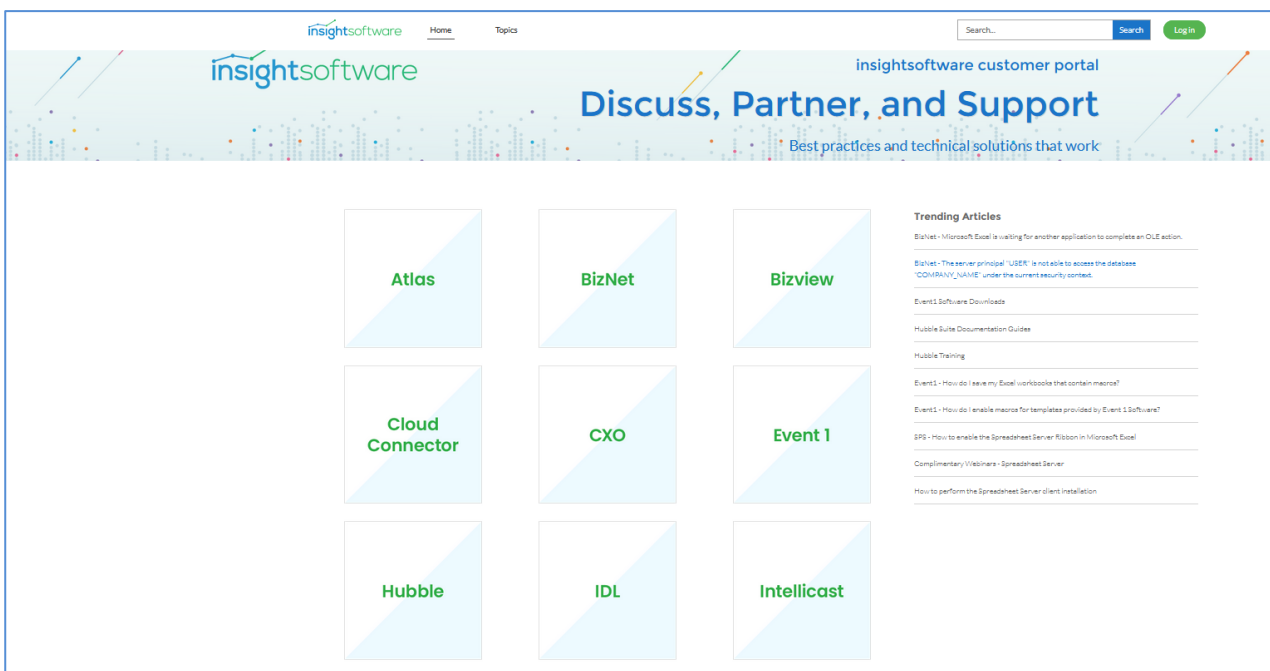 insightsoftware Home Topics Search... Search Log in
insightsoftware
insightsoftware customer portal
Discuss, Partner, and Support
Best practices and technical solutions that work
Atlas
BizNet
Bizview
Cloud
Connector
CXO
Event 1
Hubble
IDL
Intellicast
Trending Articles
BizNet - Microsoft Excel is waiting for another application to complete an OLE action.
BizNet - The server principal "USER" is not able to access the database
"COMPANY_NAME" under the current security context.
Event1 Software Downloads
Hubble Suite Documentation Guides
Hubble Training
Event1 - How do I save my Excel workbooks that contain macros?
Event1 - How do I enable macros for templates provided by Event 1 Software?
SPS - How to enable the Spreadsheet Server Ribbon in Microsoft Excel
Complimentary Webinars - Spreadsheet Server
How to perform the Spreadsheet Server client installation